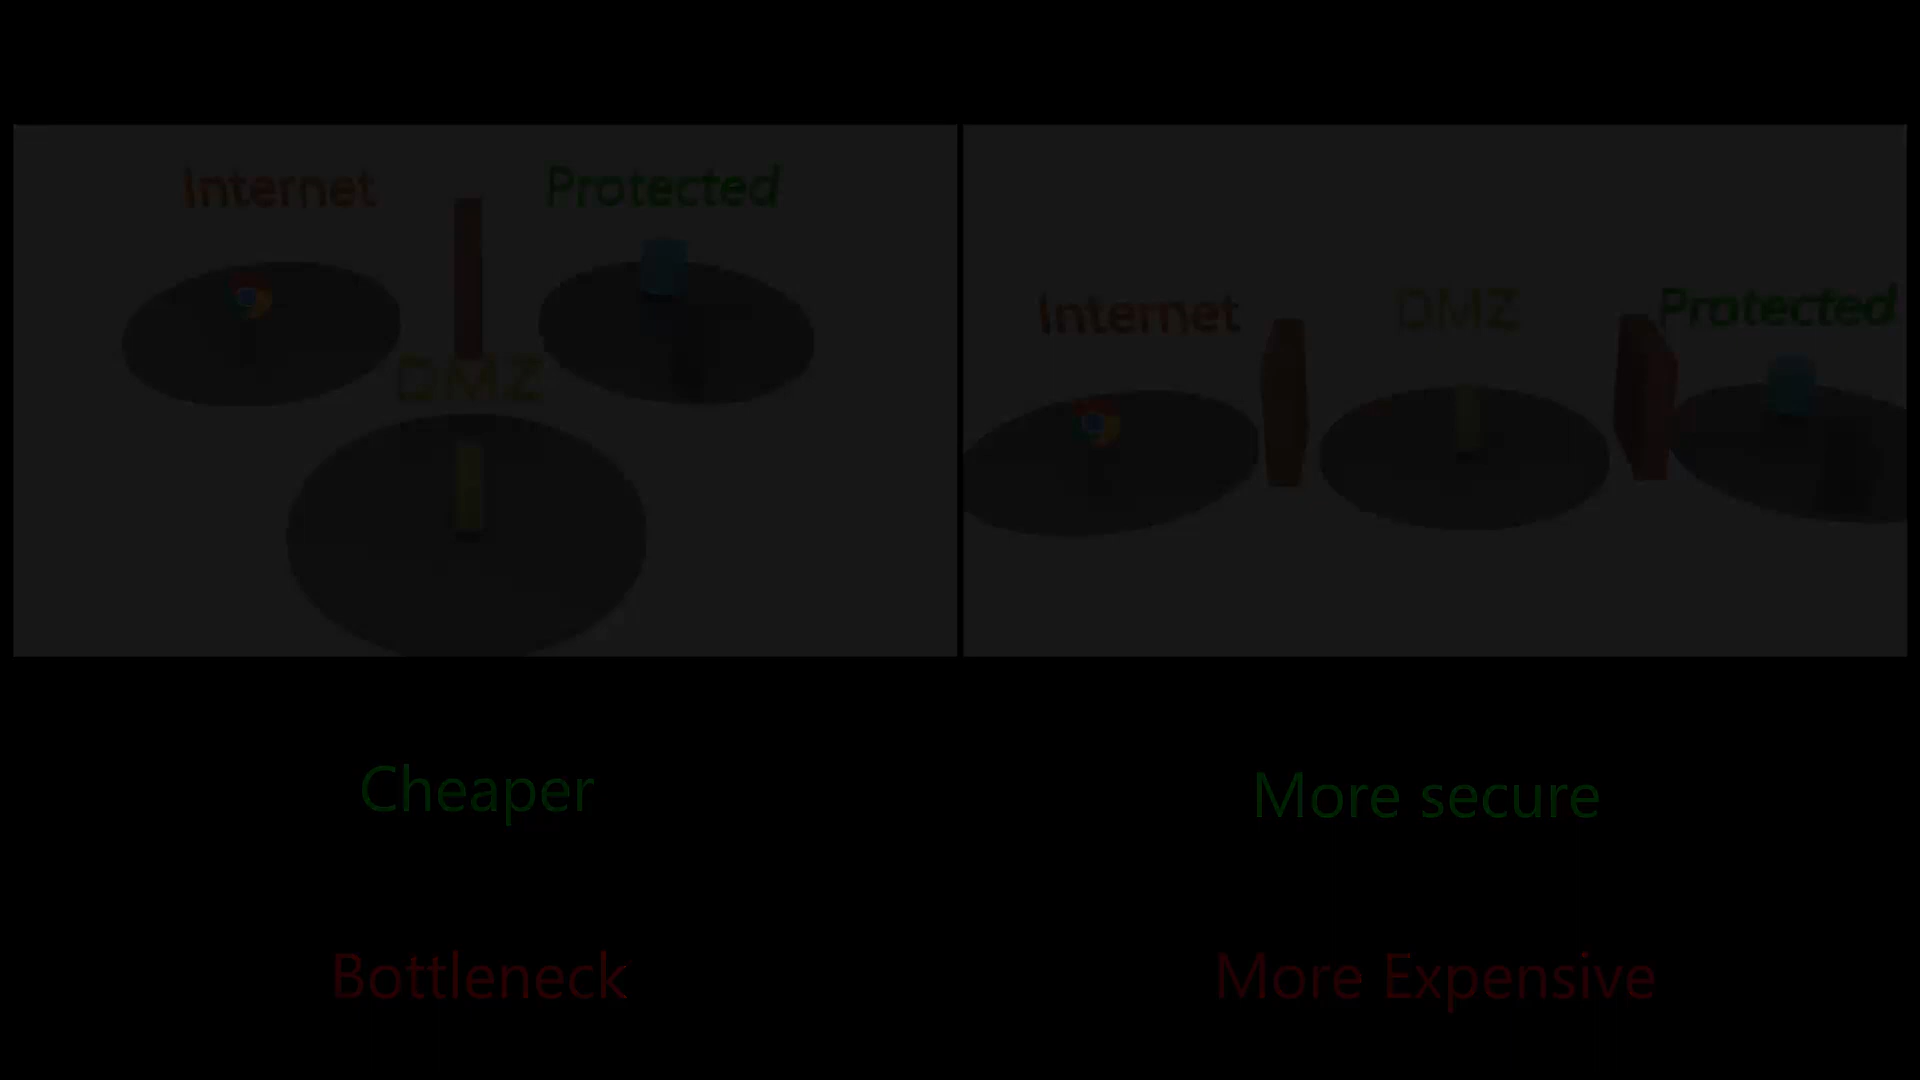 Internet
Protected
DMZ
Internet
DMZ
Protected
Cheaper
More secure
Bottleneck
More Expensive